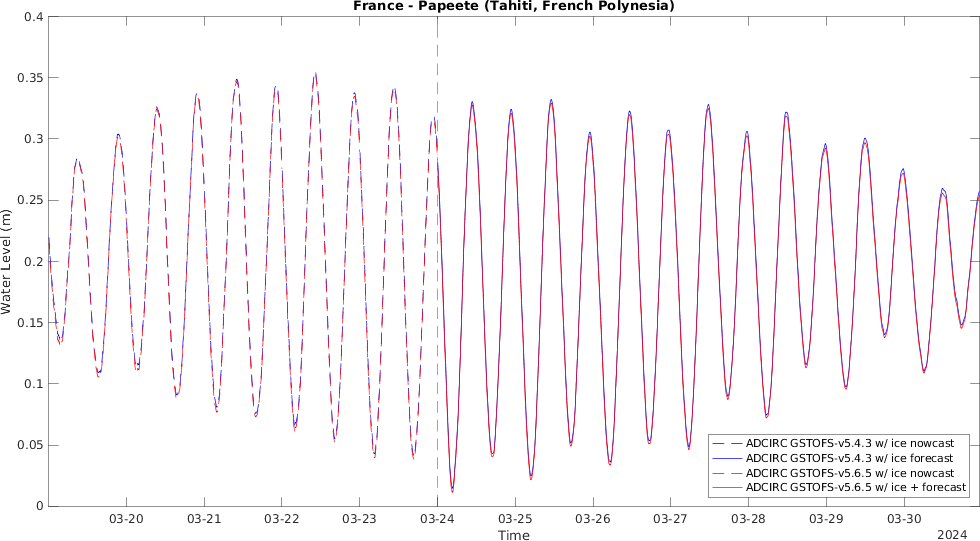 France - Papeete (Tahiti, French Polynesia)
0.4
0.35
0.3
0.25
0.2
0.15
0.1
0.05
0
Water Level (m)
ADCIRC GSTOFS-v5.4.3 w/ ice nowcast
ADCIRC GSTOFS-v5.4.3 w/ ice forecast
ADCIRC GSTOFS-v5.6.5 w/ ice nowcast
ADCIRC GSTOFS-v5.6.5 w/ ice + forecast
03-20 03-21 03-22 03-23 03-24 03-25 03-26 03-27 03-28 03-29 03-30
Time
2024